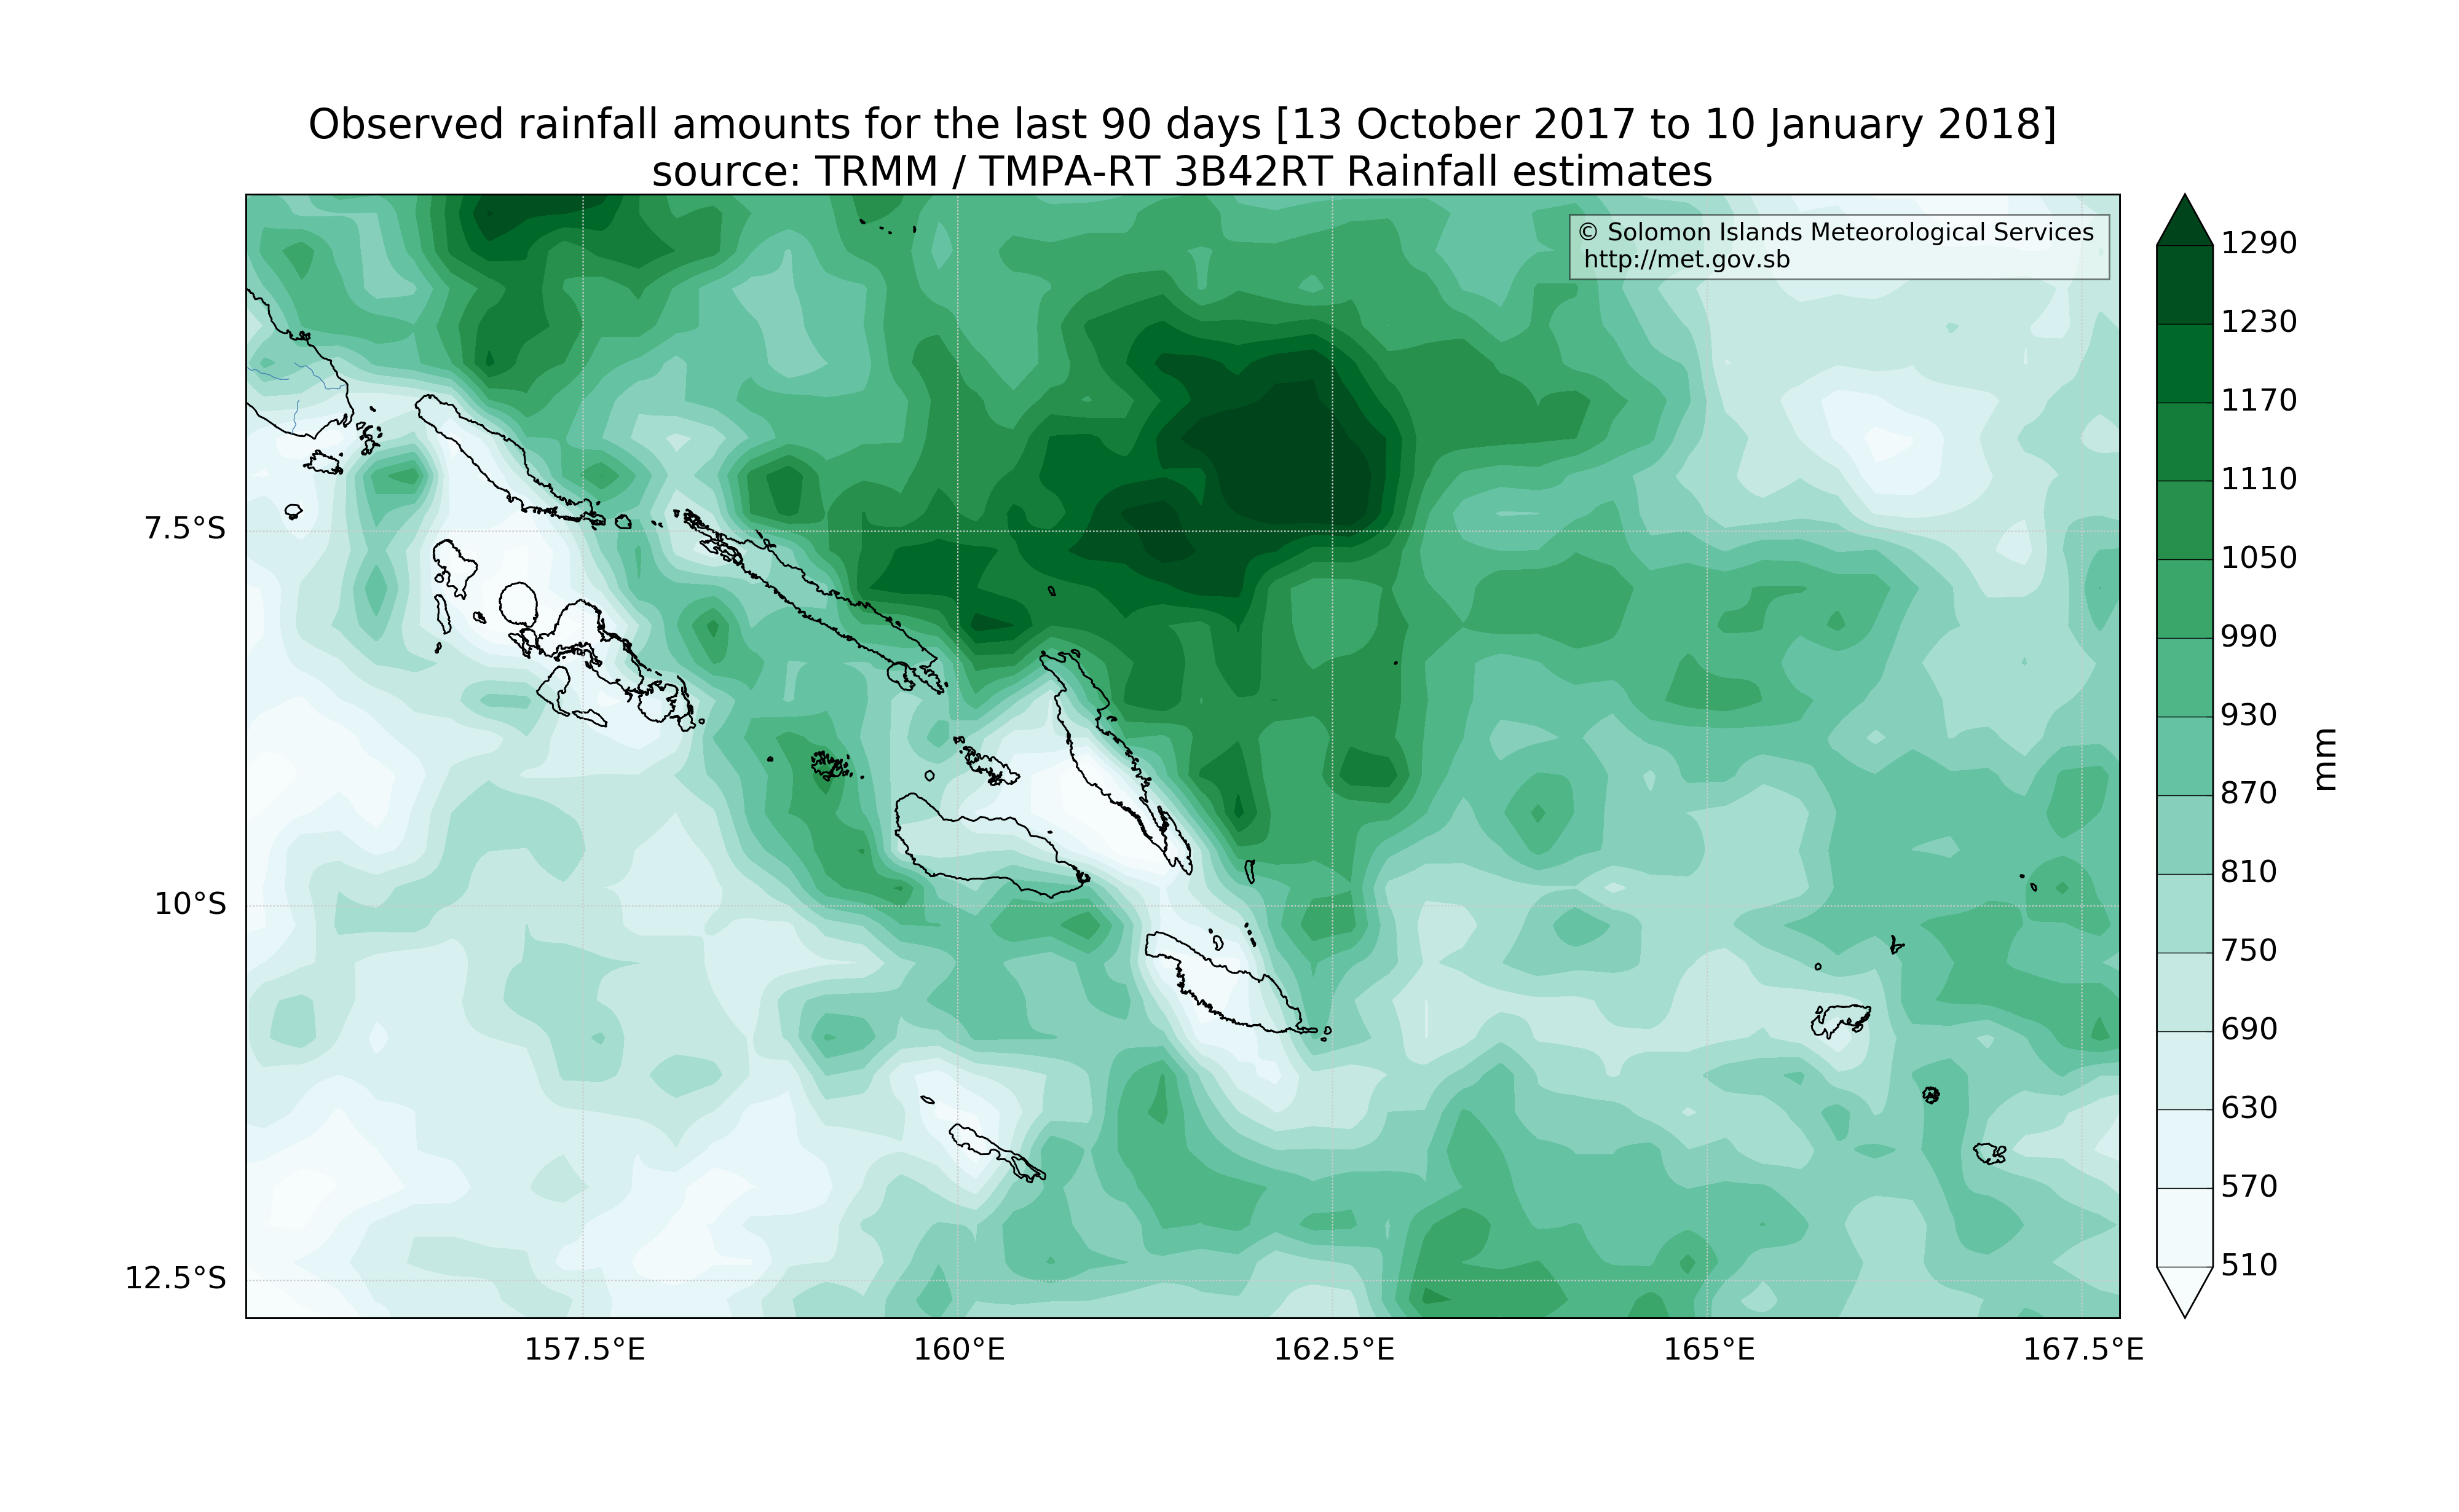 Observed rainfall amounts for the last 90 days [13 October 2017 to 10 January 2018]
source: TRMM / TMPA-RT 3B42RT Rainfall estimates
© Solomon Islands Meteorological Services
http://met.gov.sb
7.5°S
10°S
12.5°S
157.5°E
160°E
162.5°E
165°E
167.5°E
1290
1230
1170
1110
1050
990
930
870
810
750
690
630
570
510
mm